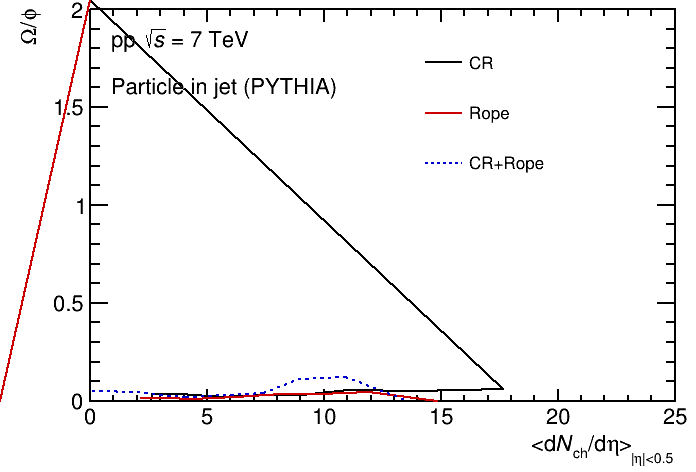 Ω/ϕ
2
1.5
1
0.5
0
pp √s = 7 TeV
Particle in jet (PYTHIA)
CR
Rope
CR+Rope
0 5 10 15 20 25
<dN_ch/dη>_|η|<0.5